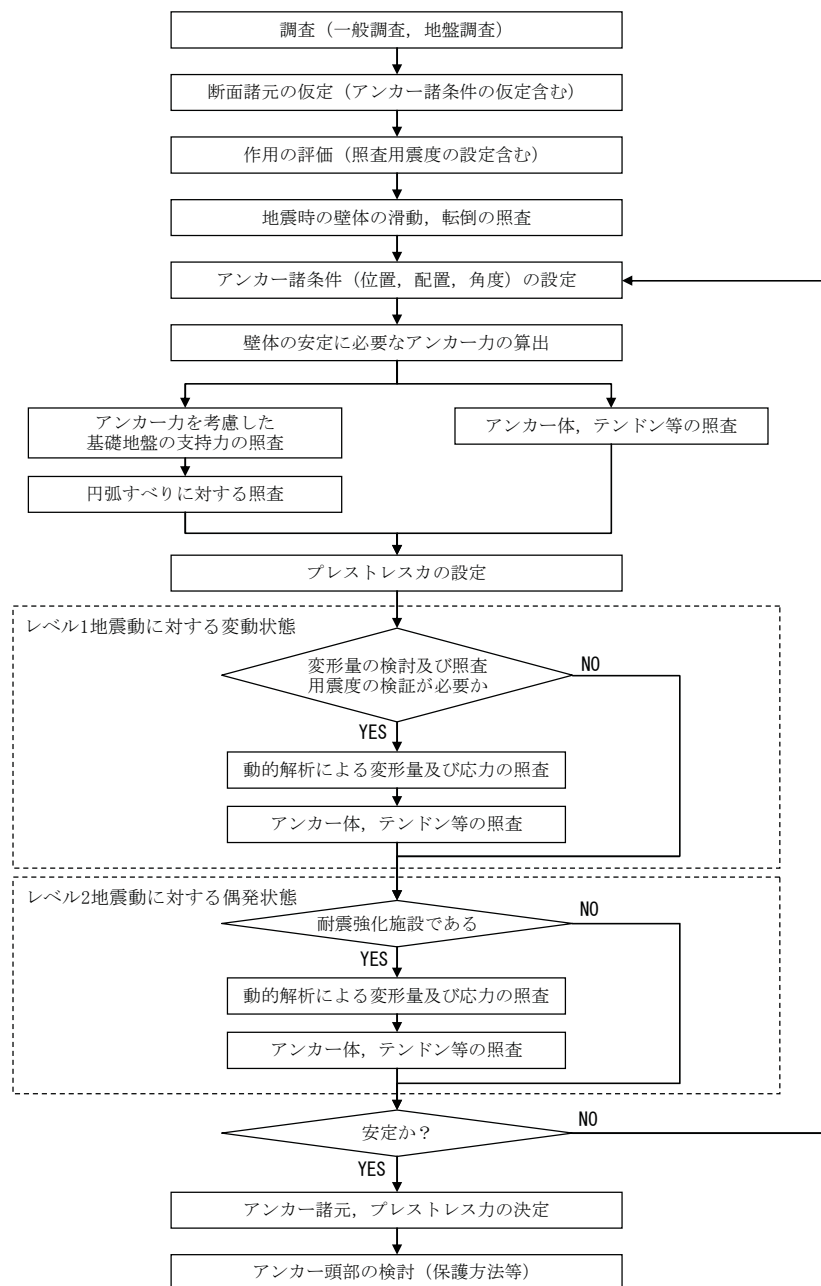 調査（一般調査，地盤調査）
断面諸元の仮定（アンカー諸条件の仮定含む）
作用の評価（照査用震度の設定含む）
地震時の壁体の滑動，転倒の照査
アンカー諸条件（位置，配置，角度）の設定
壁体の安定に必要なアンカー力の算出
アンカー力を考慮した
基礎地盤の支持力の照査
アンカー体，テンドン等の照査
円弧すべりに対する照査
プレストレス力の設定
レベル1地震動に対する変動状態
変形量の検討及び照査
用震度の検証が必要か
NO
YES
動的解析による変形量及び応力の照査
アンカー体，テンドン等の照査
レベル2地震動に対する偶発状態
耐震強化施設である
NO
YES
動的解析による変形量及び応力の照査
アンカー体，テンドン等の照査
安定か？
NO
YES
アンカー諸元，プレストレス力の決定
アンカー頭部の検討（保護方法等）